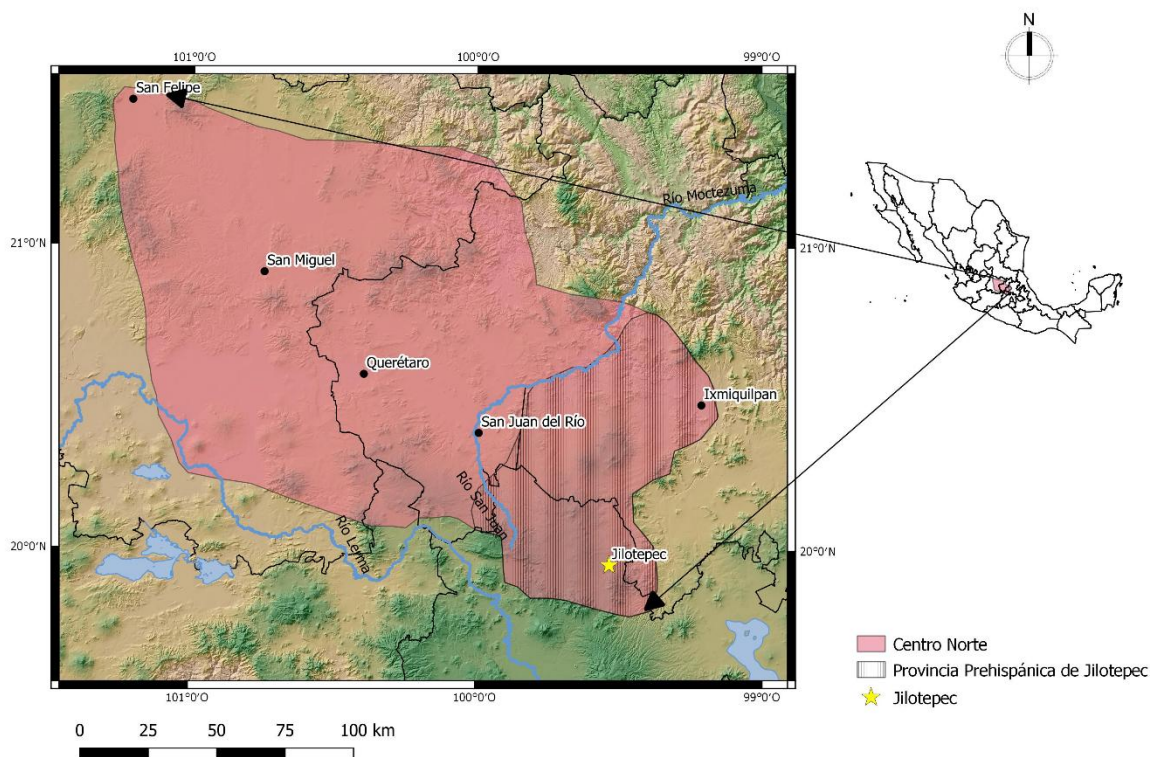 N
101°0'O 100°0'O 99°0'O
San Felipe
Río Moctezuma
21°0'N 21°0'N
San Miguel
Querétaro
Ixmiquilpan
San Juan del Río
Río San Juan
Río Lerma
20°0'N 20°0'N
Jilotepec
101°0'O 100°0'O 99°0'O
0 25 50 75 100 km
Centro Norte
Provincia Prehispánica de Jilotepec
Jilotepec